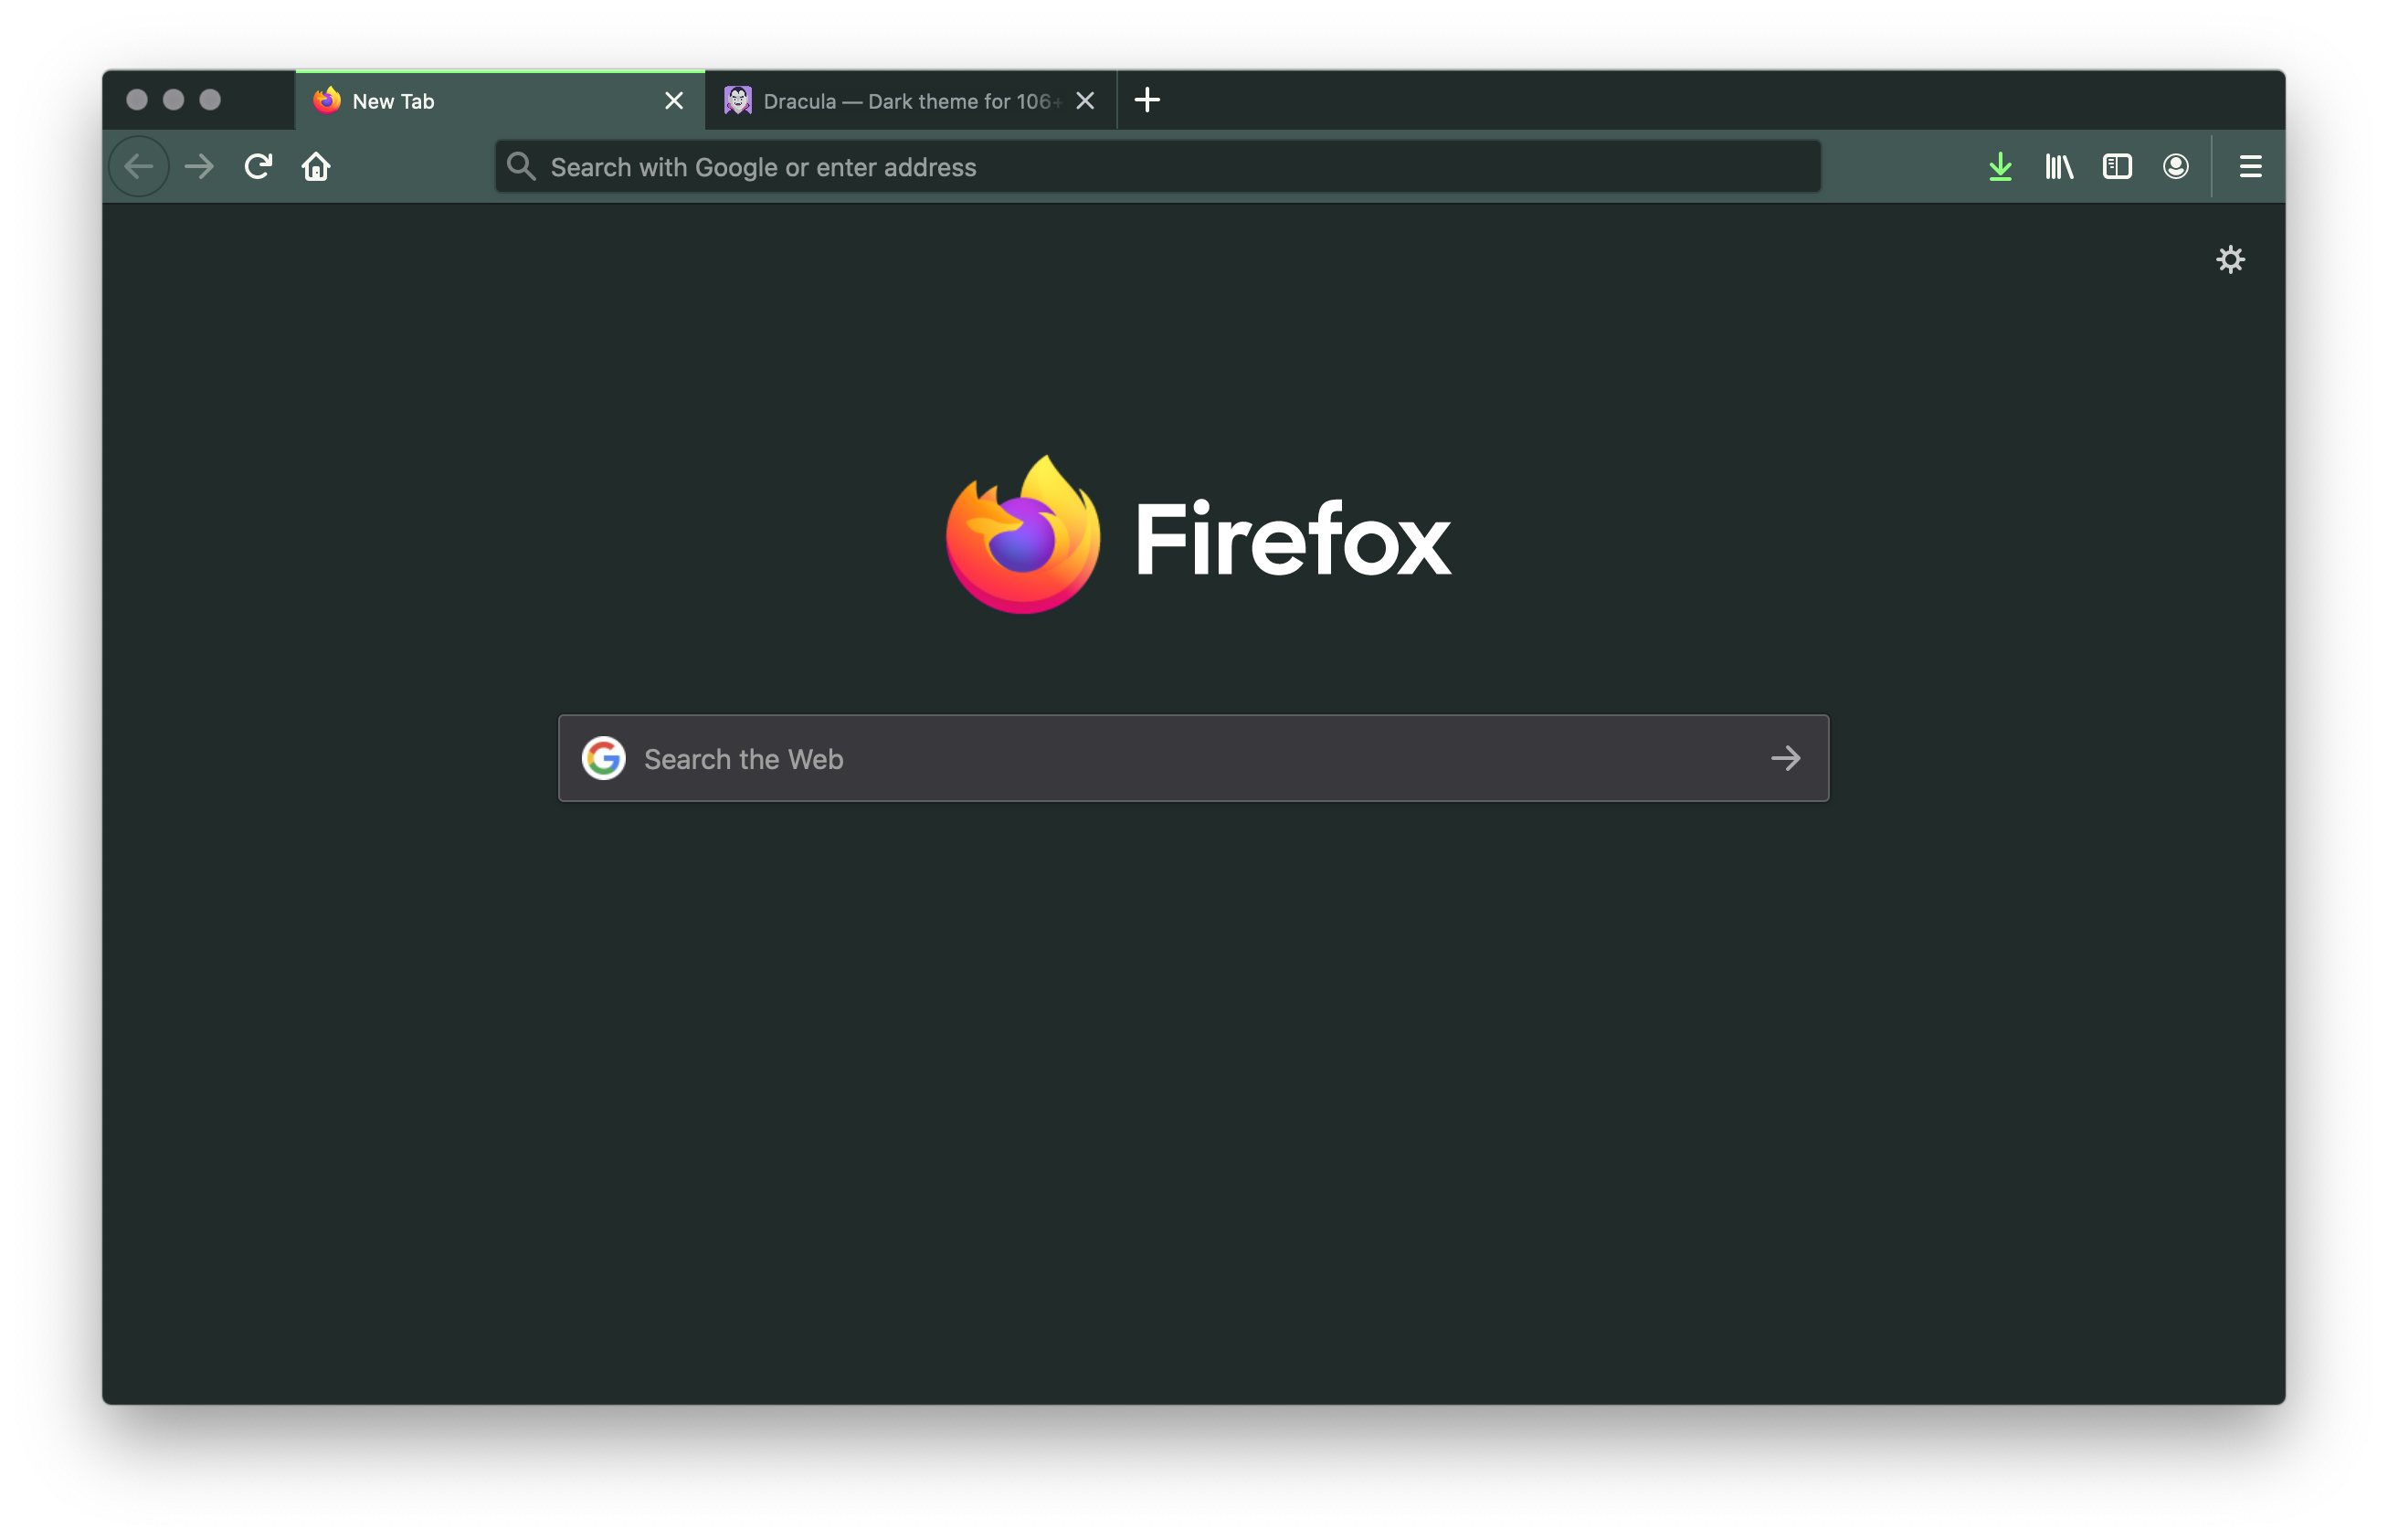 New Tab
Dracula — Dark theme for 106+
Search with Google or enter address
Firefox
Search the Web